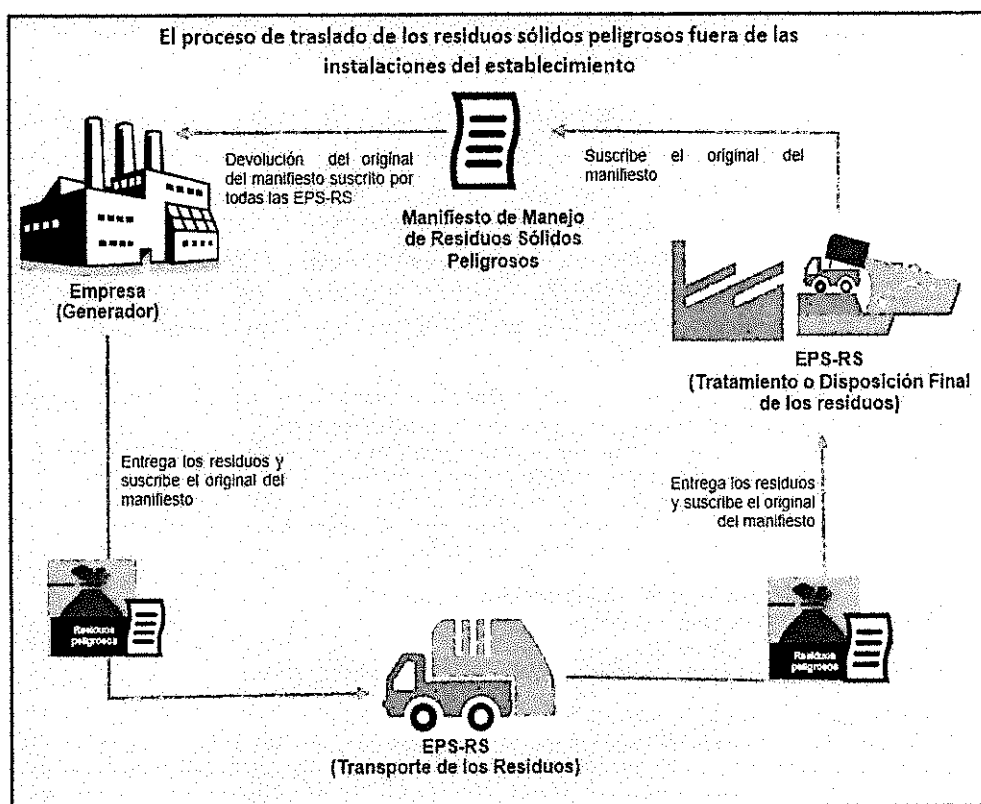 El proceso de traslado de los residuos sólidos peligrosos fuera de las
instalaciones del establecimiento
Devolución del original
del manifiesto suscrito por
todas las EPS-RS
Suscribe el original del
manifiesto
Manifiesto de Manejo
de Residuos Sólidos
Peligrosos
Empresa
(Generador)
EPS-RS
(Tratamiento o Disposición Final
de los residuos)
Entrega los residuos y
suscribe el original del
manifiesto
Entrega los residuos
y suscribe el original
del manifiesto
Residuos
peligrosos
Residuos
peligrosos
EPS-RS
(Transporte de los Residuos)